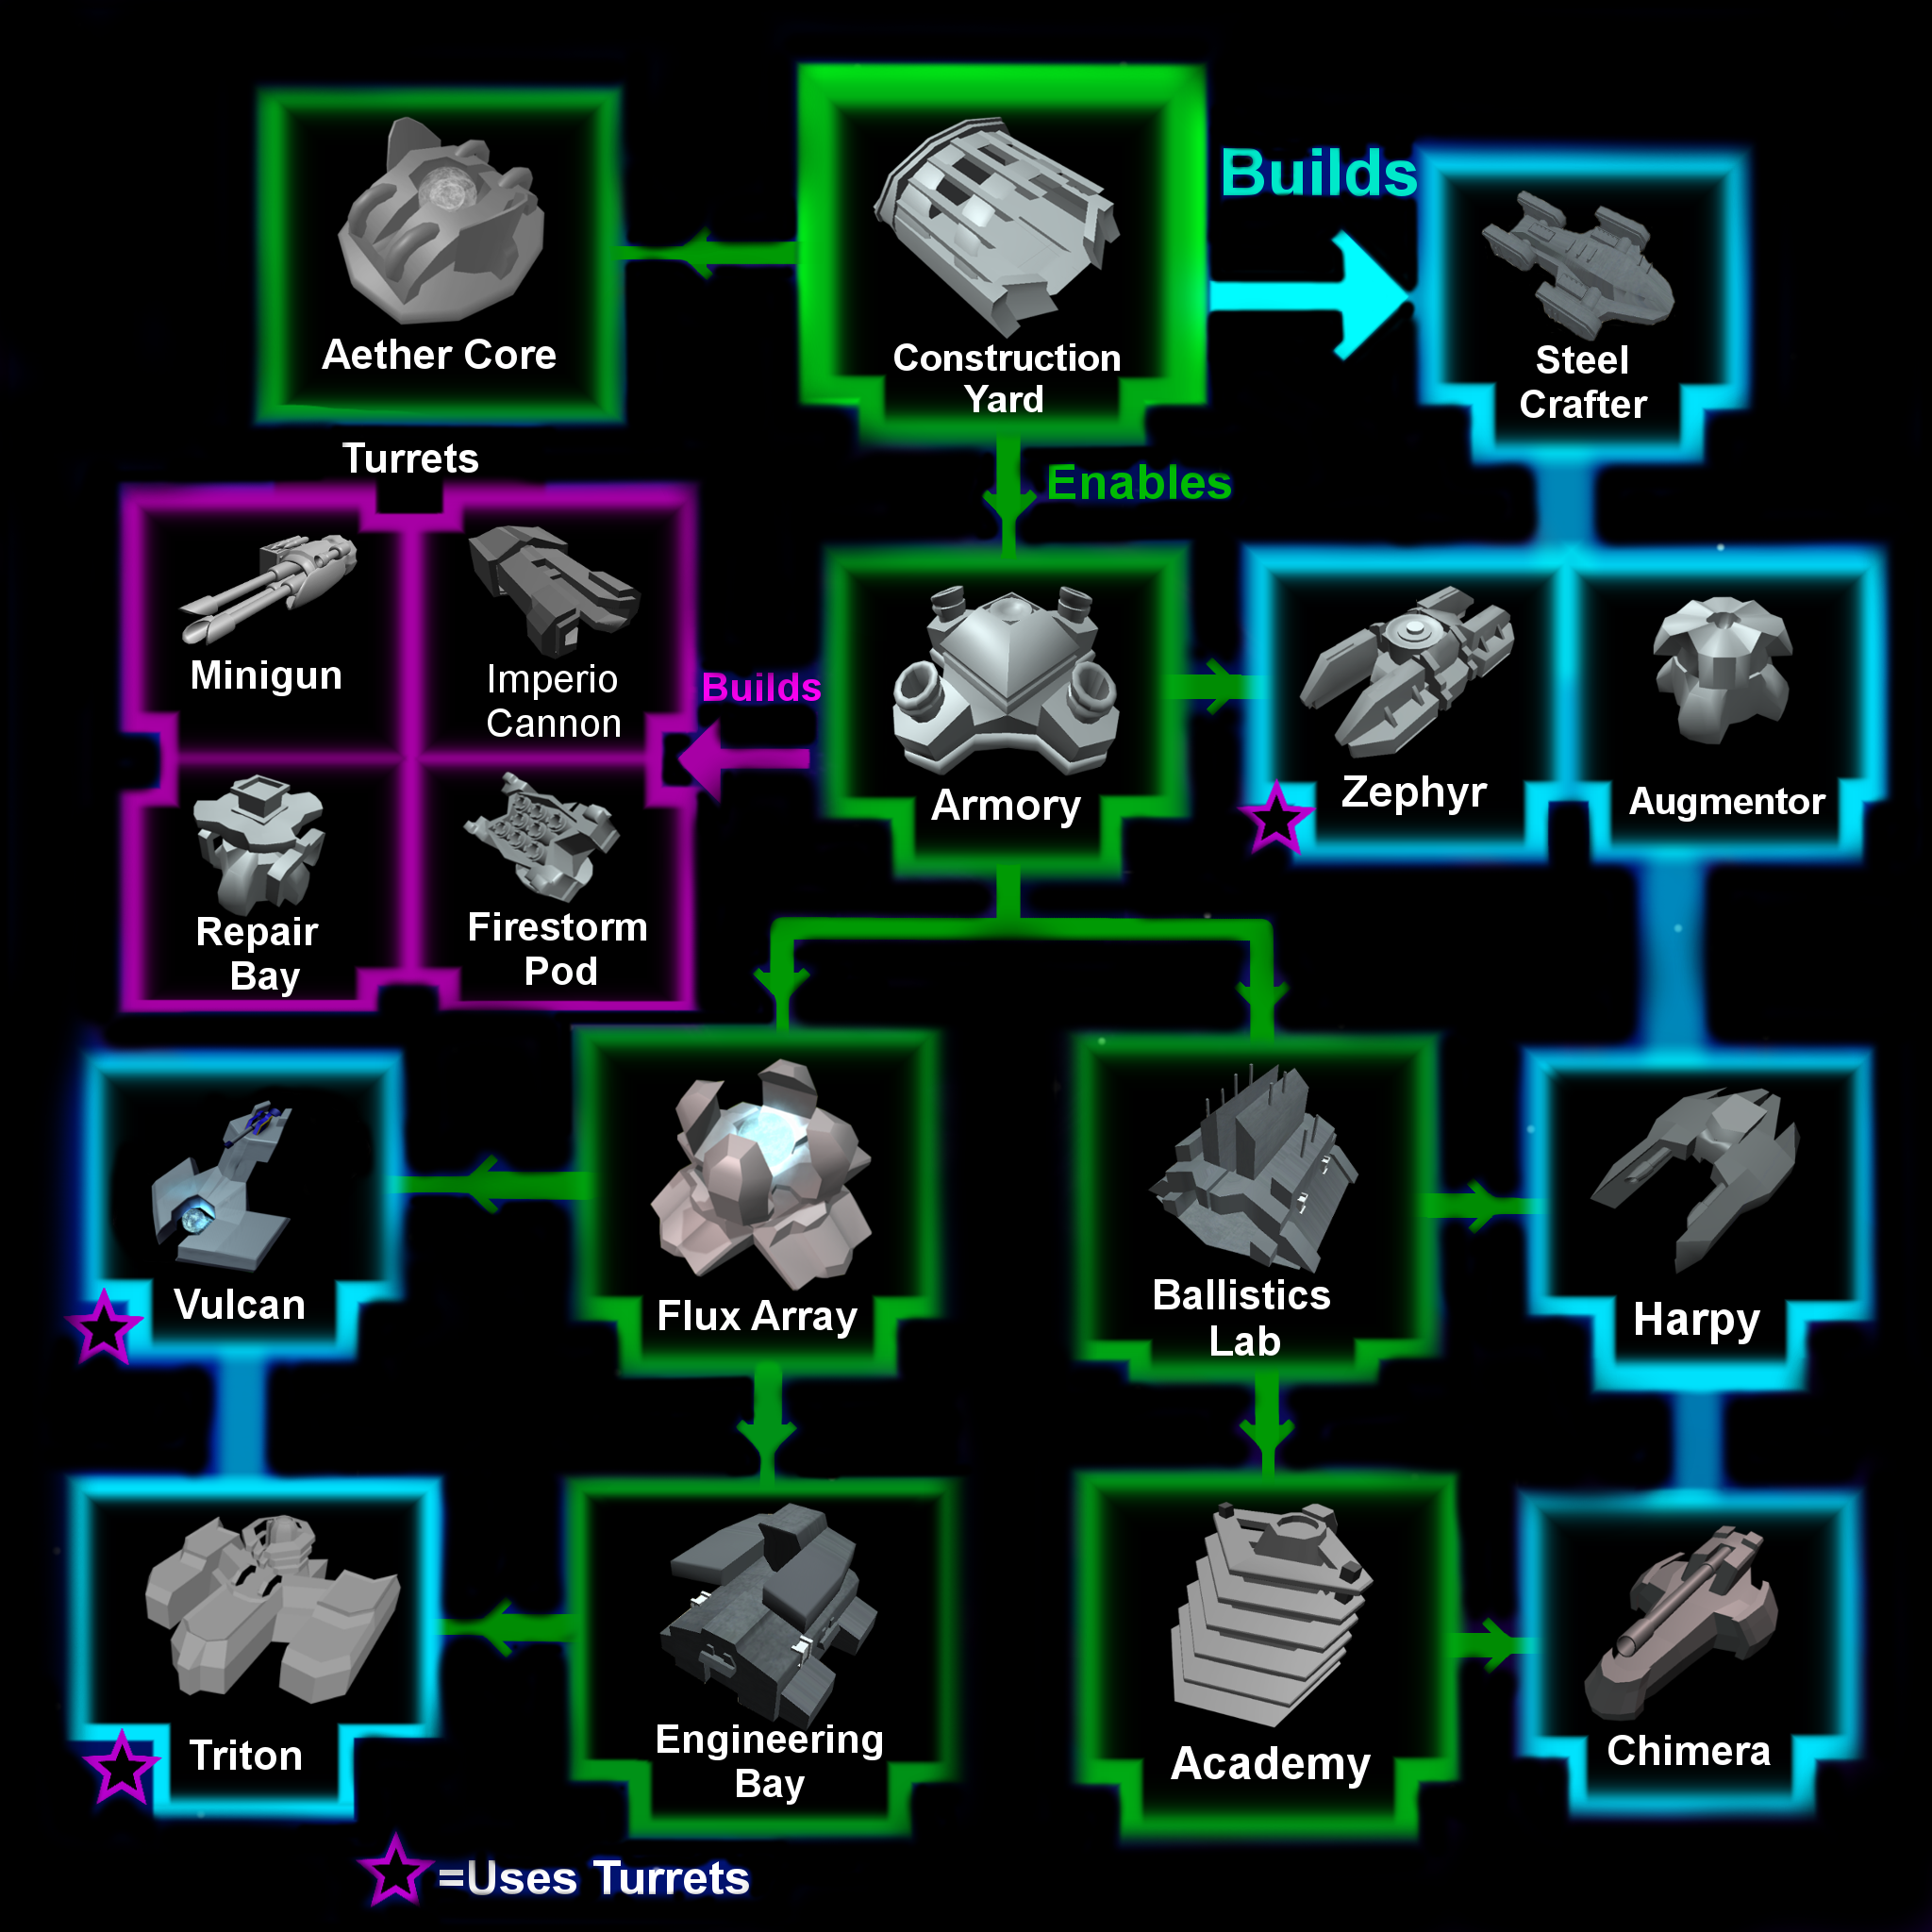 Aether Core
Construction
Yard
Builds
Steel
Crafter
Turrets
Enables
Minigun
Imperio
Cannon
Builds
Armory
Zephyr
Augmentor
Repair
Bay
Firestorm
Pod
Vulcan
Flux Array
Ballistics
Lab
Harpy
Triton
Engineering
Bay
Academy
Chimera
=Uses Turrets